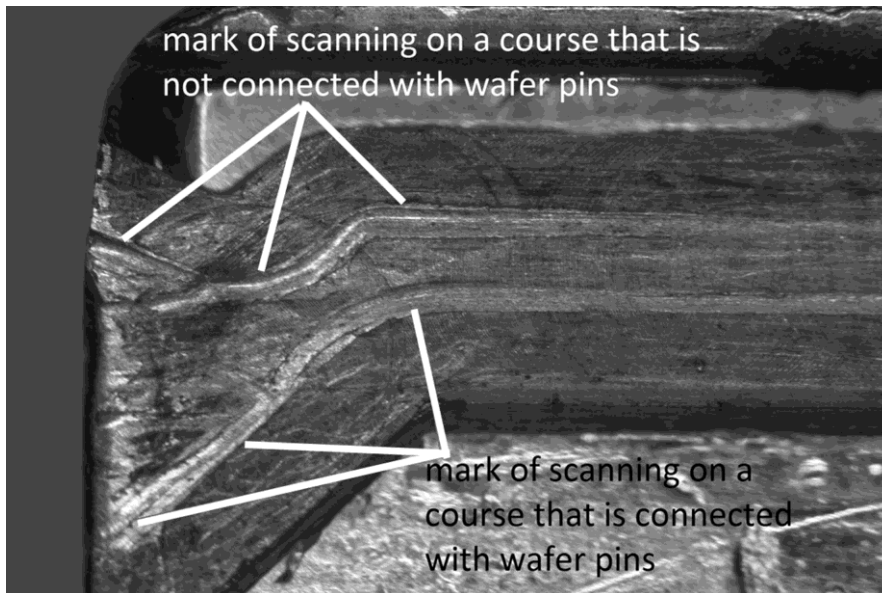 mark of scanning on a course that is
not connected with wafer pins
mark of scanning on a
course that is connected
with wafer pins